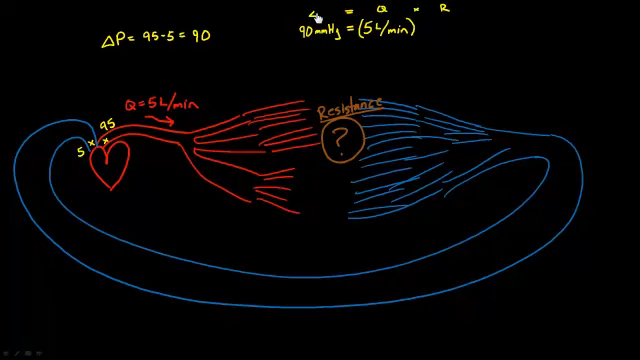 = Q × R
90 mmHg = (5 L/min)
ΔP = 95 - 5 = 90
Q = 5 L/min
Resistance
?
95
5 x x